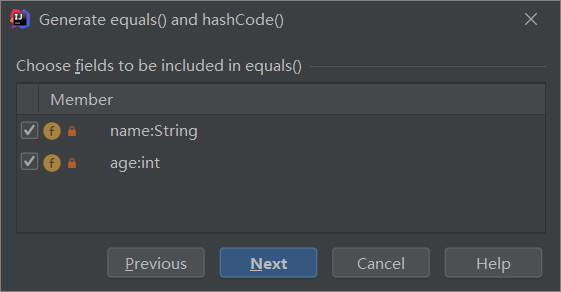 Generate equals() and hashCode()
Choose fields to be included in equals()
Member
name:String
age:int
Previous
Next
Cancel
Help